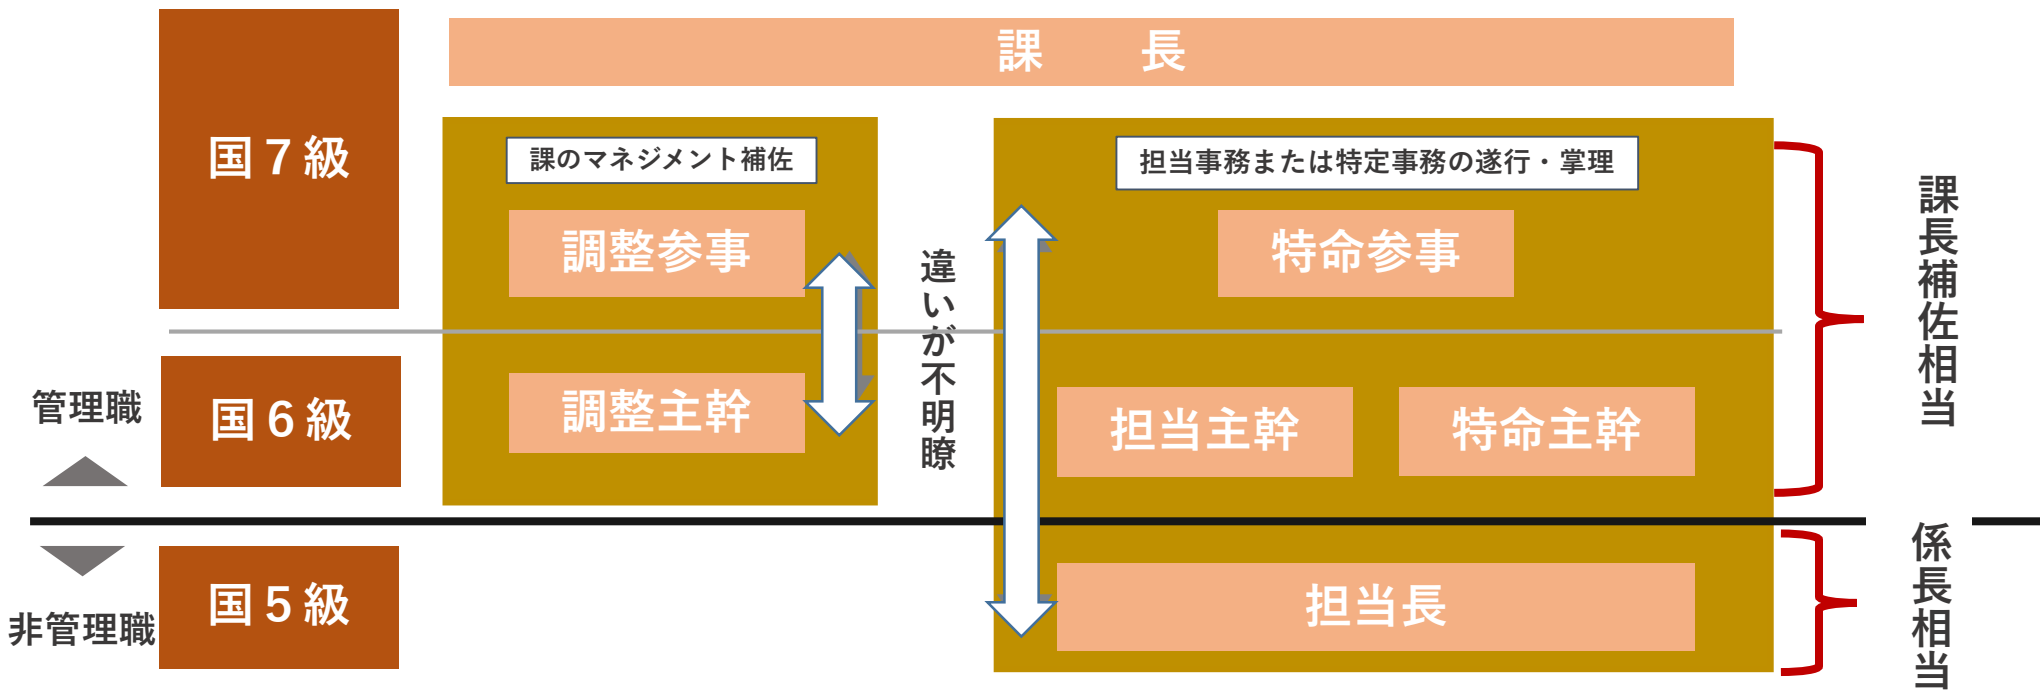 課　長
国７級
課のマネジメント補佐
担当事務または特定事務の遂行・掌理
調整参事
特命参事
課長補佐相当
違いが不明瞭
管理職
国６級
調整主幹
担当主幹
特命主幹
非管理職
国５級
担当長
係長相当